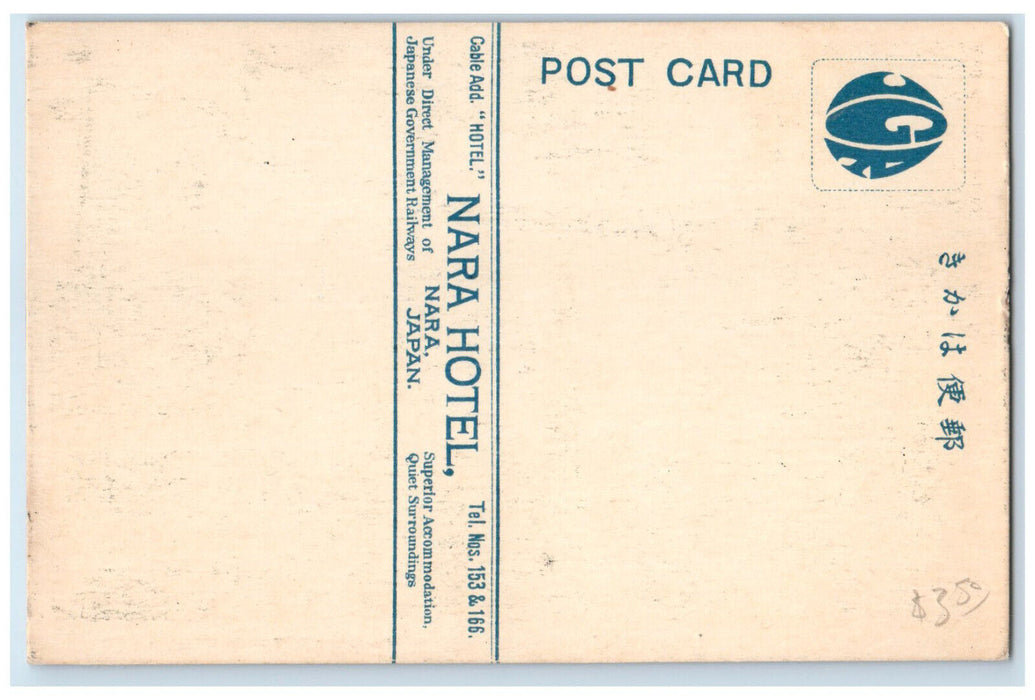 POST CARD
Cable Add. “HOTEL.”
NARA HOTEL,
Tel. Nos. 153 & 166.
Under Direct Management of
Japanese Government Railways
NARA,
JAPAN.
Superior Accommodation,
Quiet Surroundings
郵便はかき
$3.50